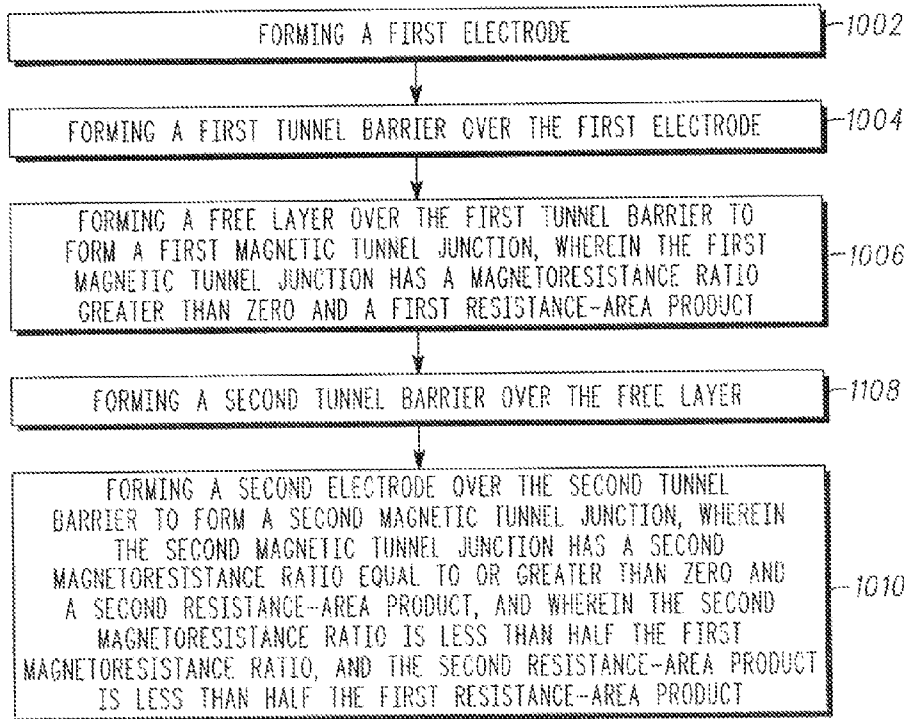 FORMING A FIRST ELECTRODE
1002
FORMING A FIRST TUNNEL BARRIER OVER THE FIRST ELECTRODE
1004
FORMING A FREE LAYER OVER THE FIRST TUNNEL BARRIER TO
FORM A FIRST MAGNETIC TUNNEL JUNCTION, WHEREIN THE FIRST
MAGNETIC TUNNEL JUNCTION HAS A MAGNETORESISTANCE RATIO
GREATER THAN ZERO AND A FIRST RESISTANCE-AREA PRODUCT
1006
FORMING A SECOND TUNNEL BARRIER OVER THE FREE LAYER
1108
FORMING A SECOND ELECTRODE OVER THE SECOND TUNNEL
BARRIER TO FORM A SECOND MAGNETIC TUNNEL JUNCTION, WHEREIN
THE SECOND MAGNETIC TUNNEL JUNCTION HAS A SECOND
MAGNETORESTSTANCE RATIO EQUAL TO OR GREATER THAN ZERO AND
A SECOND RESISTANCE-AREA PRODUCT, AND WHEREIN THE SECOND
MAGNETORESISTANCE RATIO IS LESS THAN HALF THE FIRST
MAGNETORESISTANCE RATIO, AND THE SECOND RESISTANCE-AREA PRODUCT
IS LESS THAN HALF THE FIRST RESISTANCE-AREA PRODUCT
1010